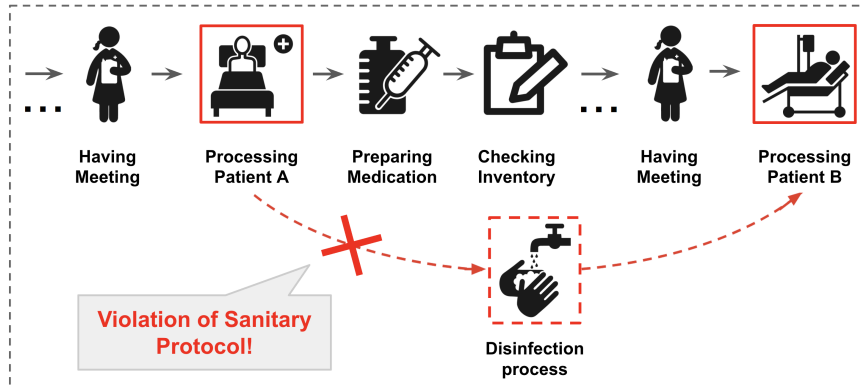 Having
Meeting
Processing
Patient A
Preparing
Medication
Checking
Inventory
Having
Meeting
Processing
Patient B
...
...
Violation of Sanitary
Protocol!
Disinfection
process